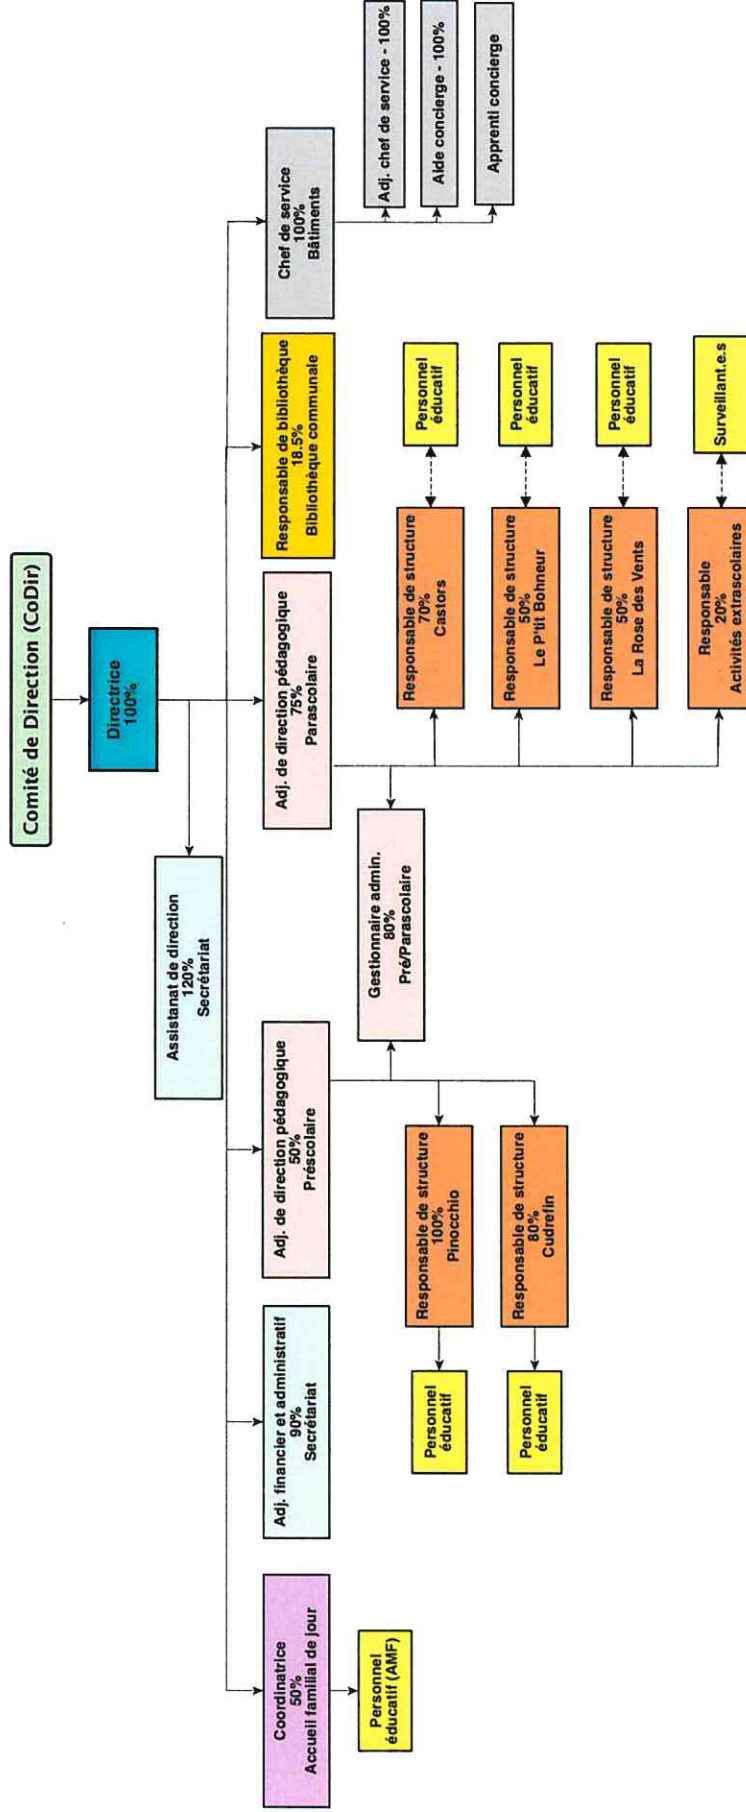 Comité de Direction (CoDir)
Directrice
100%
Assistanat de direction
120%
Secrétariat
Coordinatrice
50%
Accueil familial de jour
Adj. financier et administratif
90%
Secrétariat
Adj. de direction pédagogique
50%
Préscolaire
Adj. de direction pédagogique
75%
Parascolaire
Responsable de bibliothèque
18.5%
Bibliothèque communale
Chef de service
100%
Bâtiments
Personnel
éducatif (AMF)
Gestionnaire admin.
80%
Pré/Parascolaire
Adj. chef de service - 100%
Aide concierge - 100%
Apprenti concierge
Personnel
éducatif
Responsable de structure
100%
Pinocchio
Personnel
éducatif
Responsable de structure
80%
Cudrefin
Responsable de structure
70%
Castors
Personnel
éducatif
Responsable de structure
50%
Le P'tit Bohneur
Personnel
éducatif
Responsable de structure
50%
La Rose des Vents
Personnel
éducatif
Responsable
20%
Activités extrascolaires
Surveillant.e.s